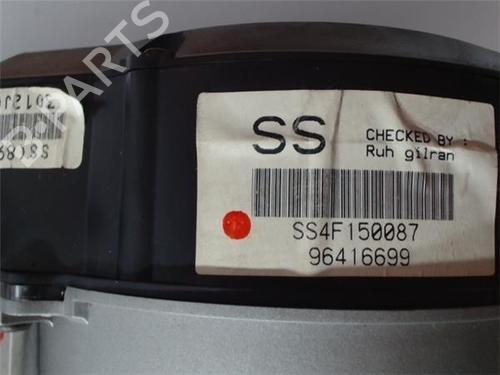 SS
CHECKED BY :
Ruh gilran
SS4F150087
96416699